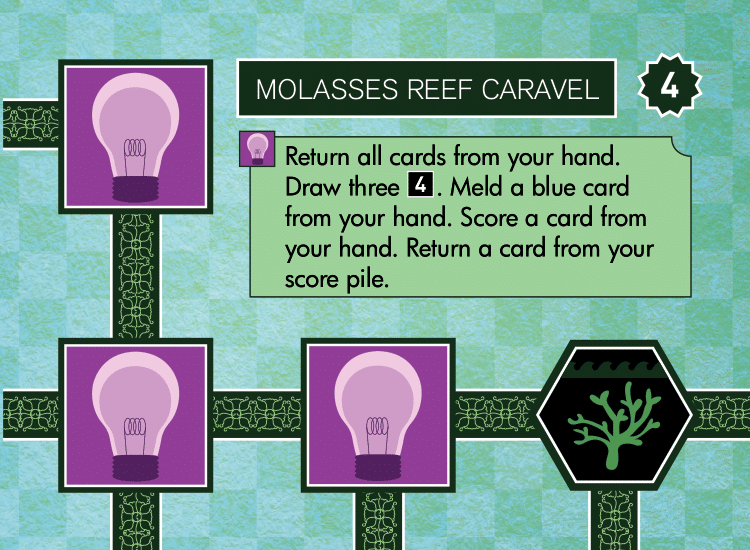 MOLASSES REEF CARAVEL
4
Return all cards from your hand.
Draw three 4. Meld a blue card
from your hand. Score a card from
your hand. Return a card from your
score pile.